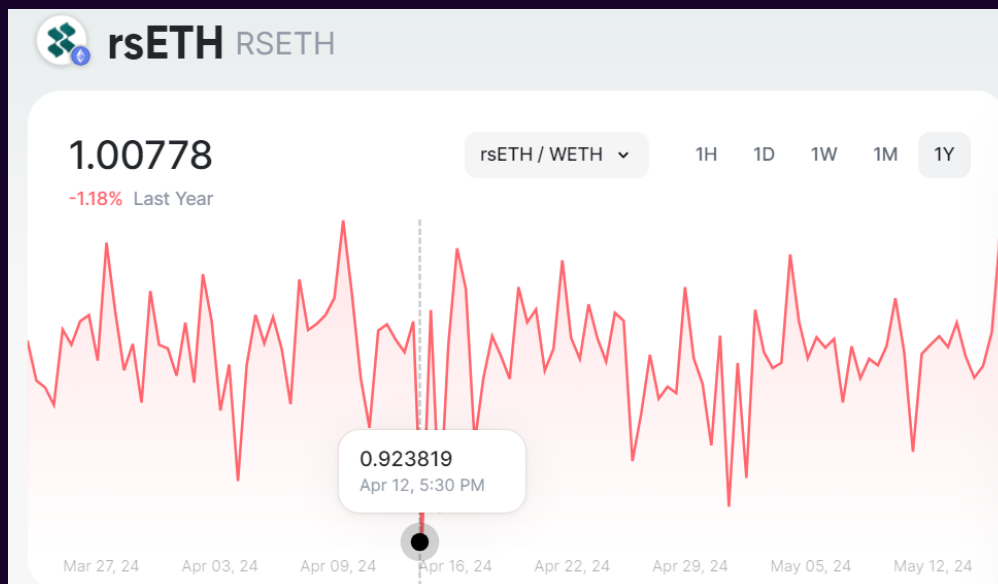 rsETH RSETH
1.00778
rsETH / WETH
1H 1D 1W 1M 1Y
-1.18% Last Year
0.923819
Apr 12, 5:30 PM
Mar 27, 24 Apr 03, 24 Apr 09, 24 Apr 16, 24 Apr 22, 24 Apr 29, 24 May 05, 24 May 12, 24